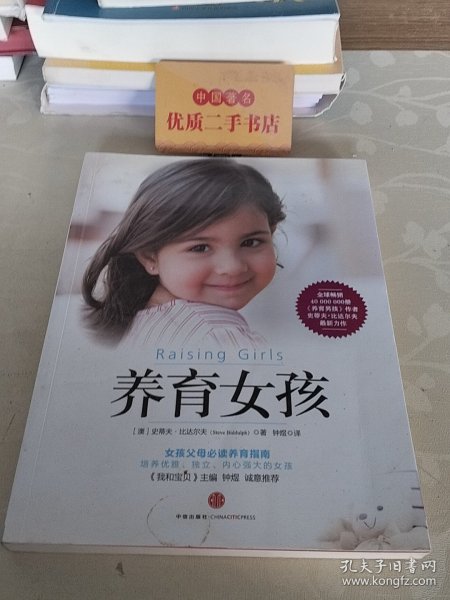 中国著名
优质二手书店
全球畅销
40 000 000册
《养育男孩》作者
史蒂夫·比达尔夫
最新力作
Raising Girls
养育女孩
[澳] 史蒂夫·比达尔夫 (Steve Biddulph) ◎著 钟煜◎译
女孩父母必读养育指南
培养优雅、独立、内心强大的女孩
《我和宝贝》主编 钟煜 诚意推荐
中信出版社·CHINACITICPRESS
孔夫子旧书网
www.kongfz.com